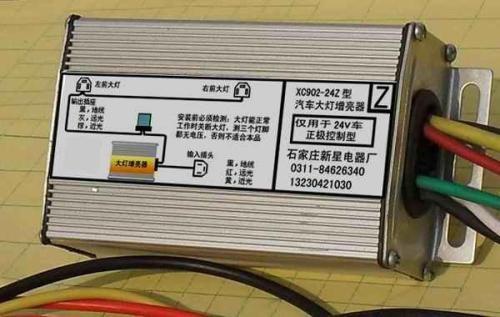 左前大灯
右前大灯
输出插座
黑，地线
灰，远光
棕，近光
安装前必须检测：大灯能正常
工作时关断大灯，测三个灯脚
都无电压，否则不适合本品
大灯增亮器
输入插头
黑，地线
红，远光
黄，近光
XC902-24Z 型
汽车大灯增亮器
Z
仅用于 24V车
正极控制型
石家庄新星电器厂
0311-84626340
13230421030